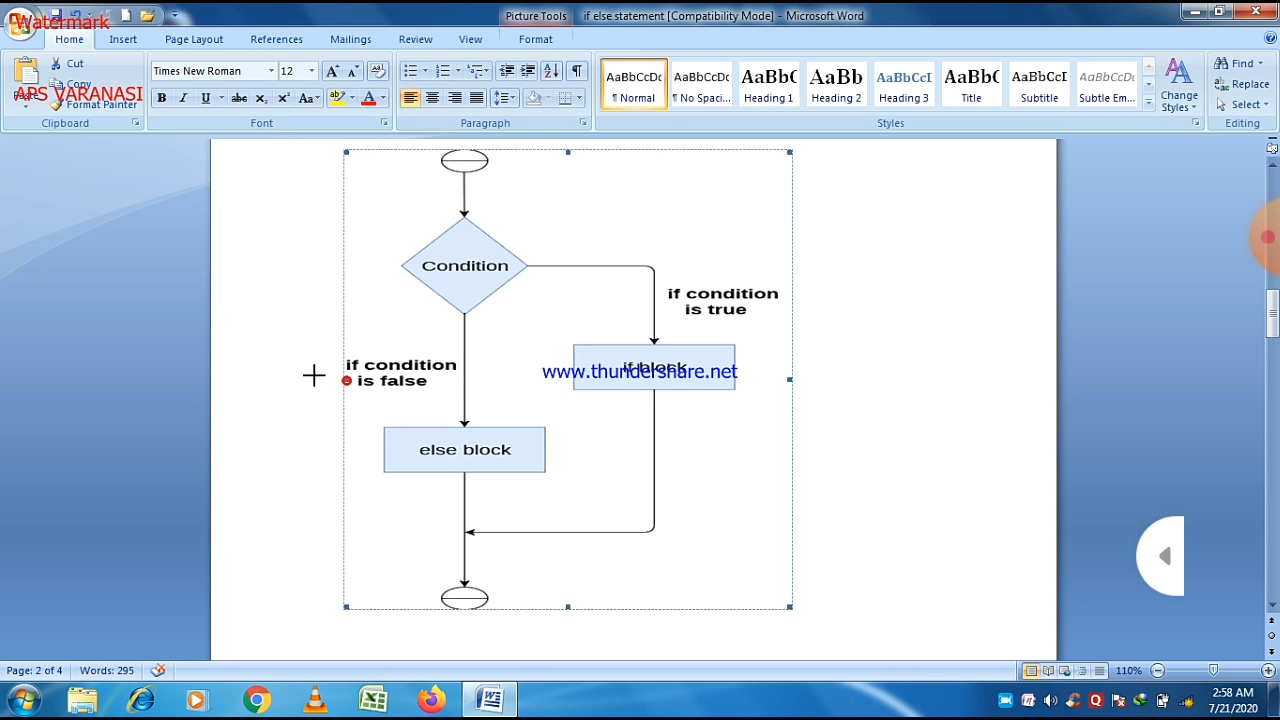 Watermark
Picture Tools
if else statement [Compatibility Mode] - Microsoft Word
Home
Insert
Page Layout
References
Mailings
Review
View
Format
Cut
Copy
APS VARANASI
Format Painter
Clipboard
Times New Roman
12
Font
Paragraph
AaBbCcDc
¶ Normal
AaBbCcDc
¶ No Spaci...
AaBbC
Heading 1
AaBb
Heading 2
AaBbCcI
Heading 3
AaBbC
Title
AaBbCcI
Subtitle
AaBbCcDc
Subtle Em...
Change
Styles
Styles
Find
Replace
Select
Editing
Condition
if condition
is true
if condition
is false
if block
www.thundershare.net
else block
Page: 2 of 4
Words: 295
110%
2:58 AM
7/21/2020